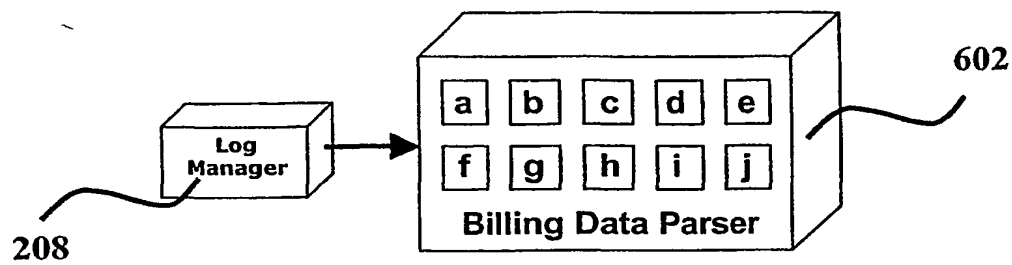 602
a b c d e
Log
Manager
f g h i j
Billing Data Parser
208